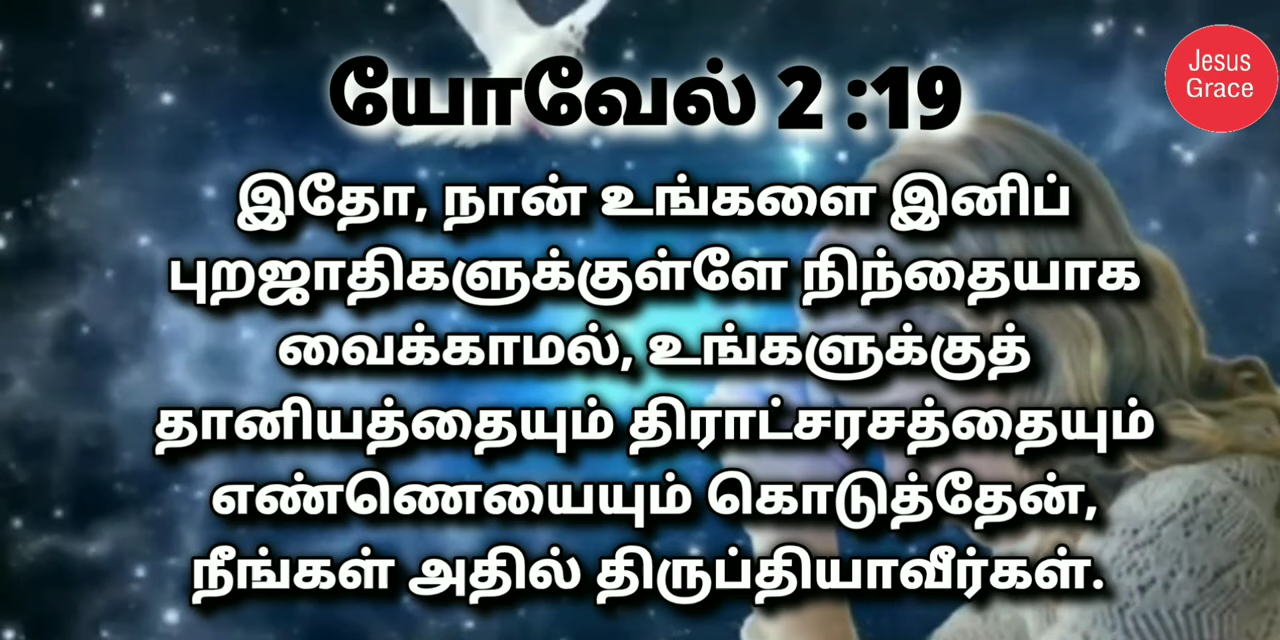 யோவேல் 2 :19
Jesus
Grace
இதோ, நான் உங்களை இனிப்
புறஜாதிகளுக்குள்ளே நிந்தையாக
வைக்காமல், உங்களுக்குத்
தானியத்தையும் திராட்சரசத்தையும்
எண்ணெயையும் கொடுத்தேன்,
நீங்கள் அதில் திருப்தியாவீர்கள்.